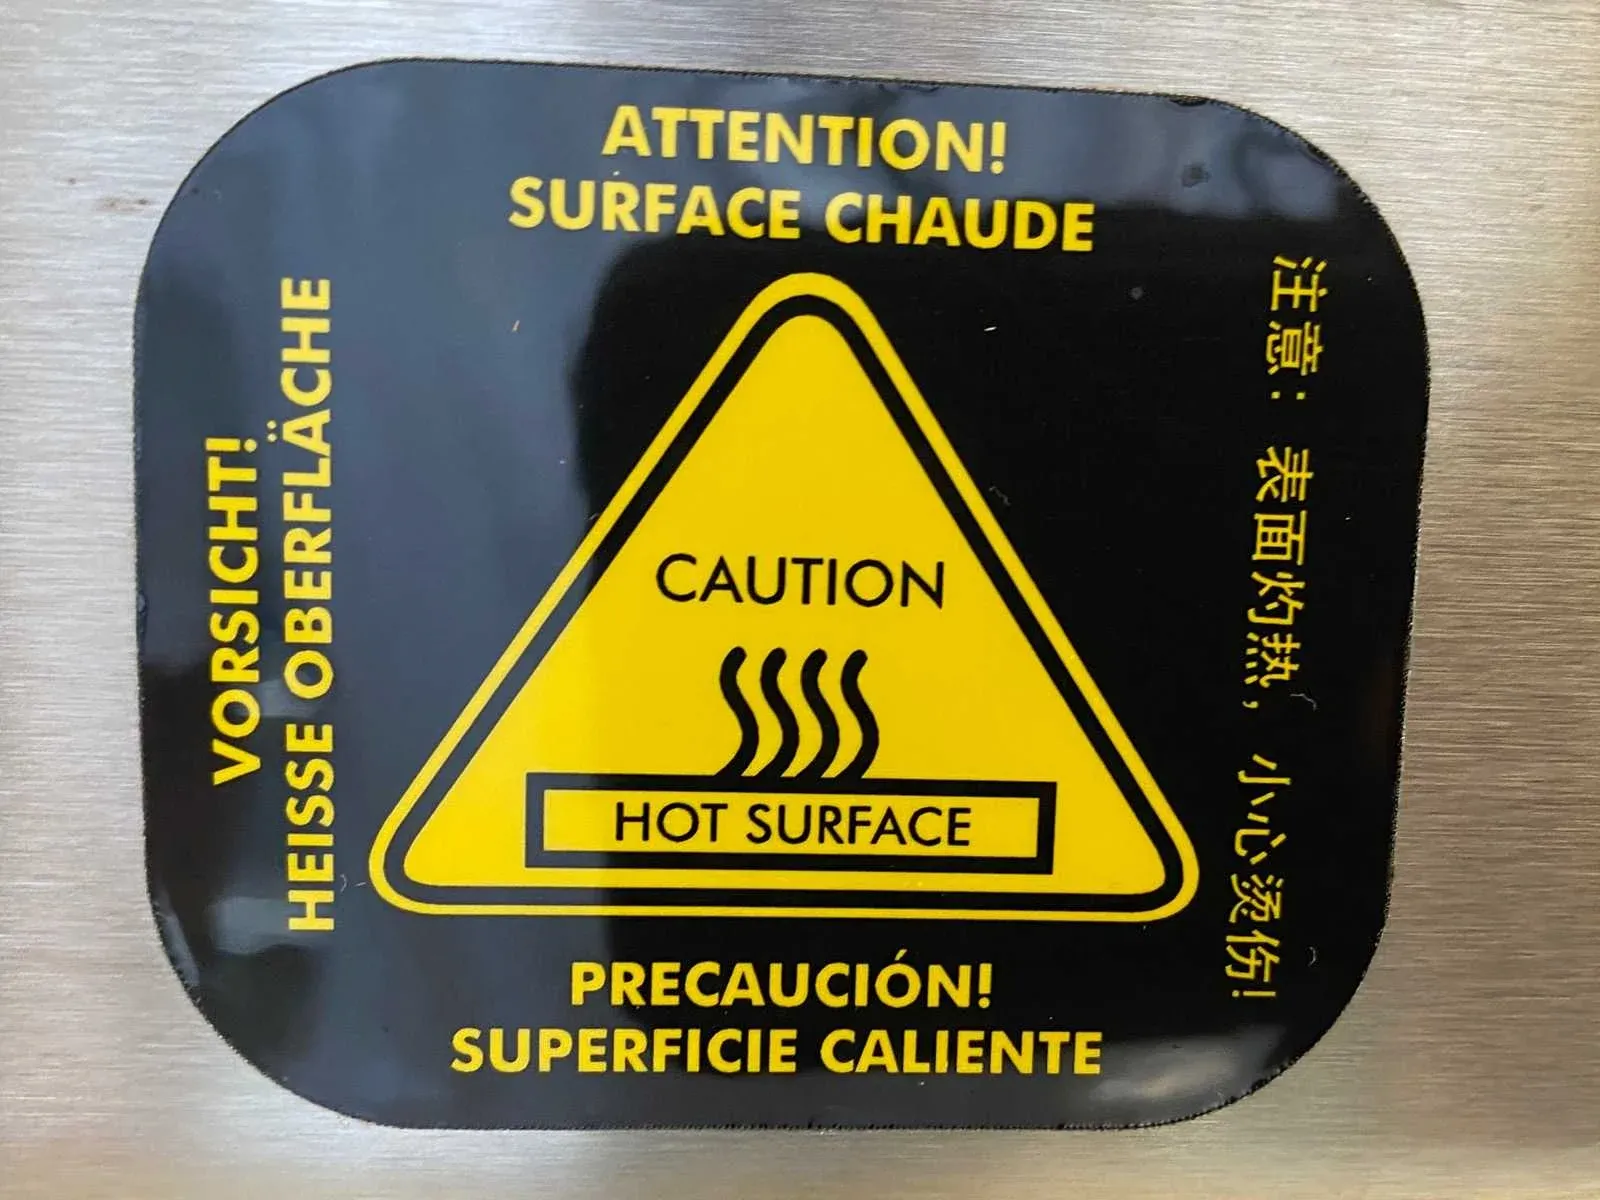 ATTENTION!
SURFACE CHAUDE
VORSICHT!
HEISSE OBERFLÄCHE
CAUTION
HOT SURFACE
注意：表面灼热，小心烫伤!
PRECAUCIÓN!
SUPERFICIE CALIENTE